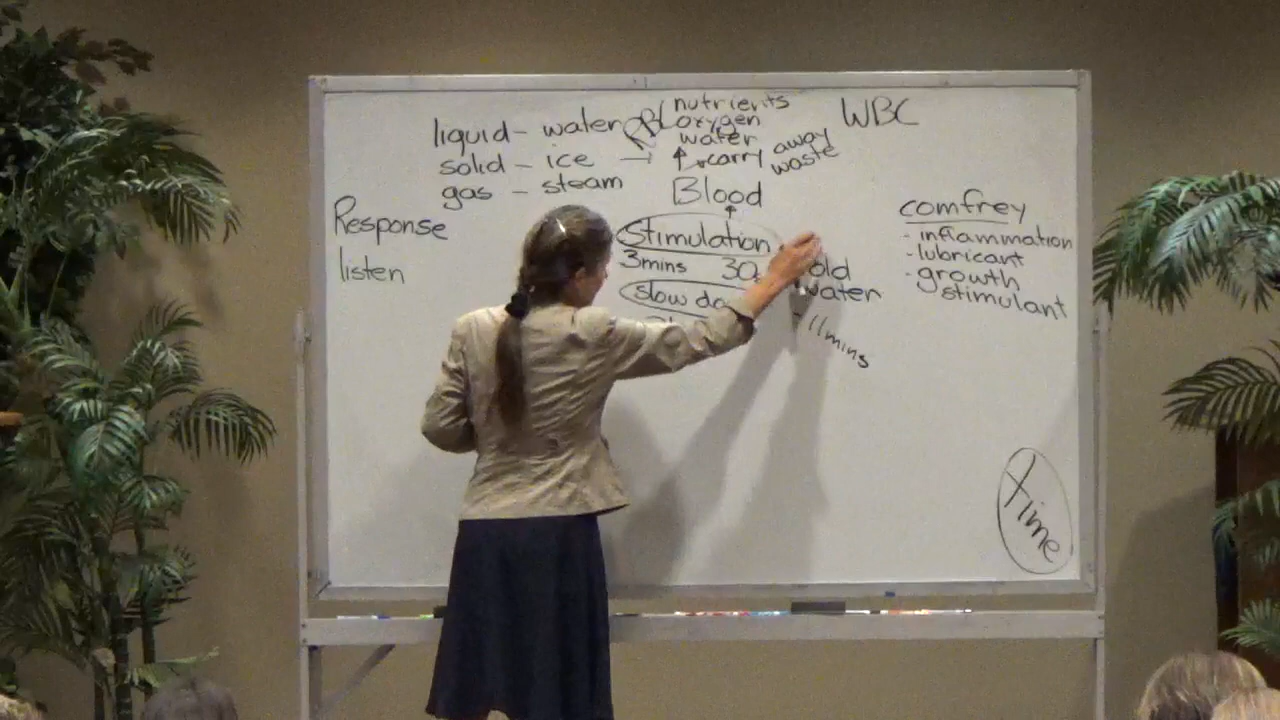 liquid - water
solid - ice →
gas - steam
RBC
nutrients
oxygen
water
↑ carry away waste
Blood
WBC
Response
listen
Stimulation
3mins
slow
water
- 11mins
comfrey
- inflammation
- lubricant
- growth
stimulant
time